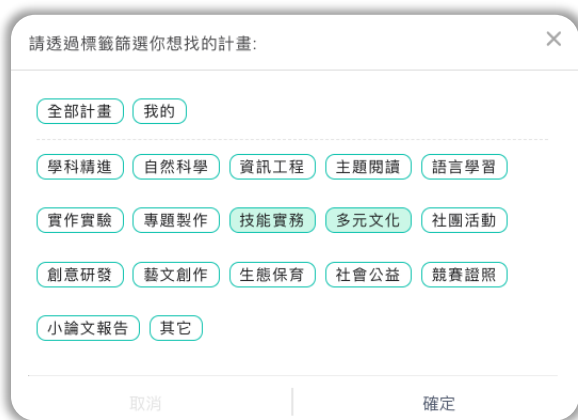 請透過標籤篩選你想找的計畫:
全部計畫 我的
學科精進 自然科學 資訊工程 主題閱讀 語言學習
實作實驗 專題製作 技能實務 多元文化 社團活動
創意研發 藝文創作 生態保育 社會公益 競賽證照
小論文報告 其它
取消 確定